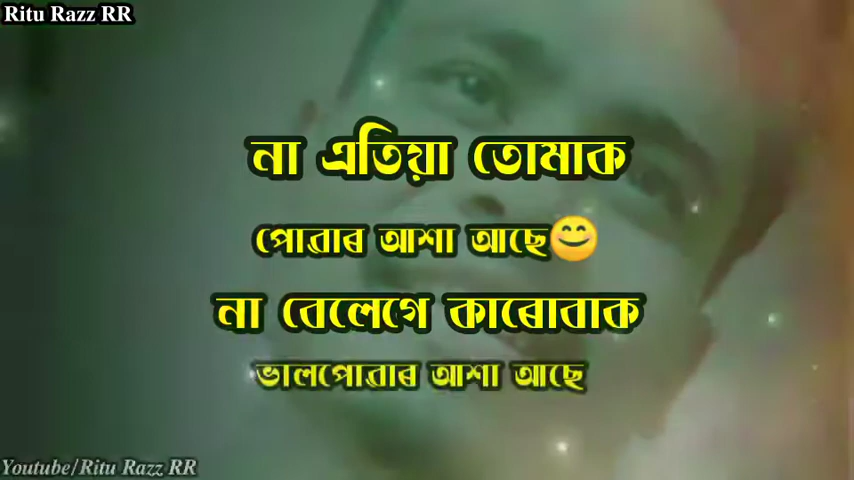 Ritu Razz RR
না এতিয়া তোমাক
পোৱাৰ আশা আছে😊
না বেলেগে কাৰোবাক
ভালপোৱাৰ আশা আছে
Youtube/Ritu Razz RR